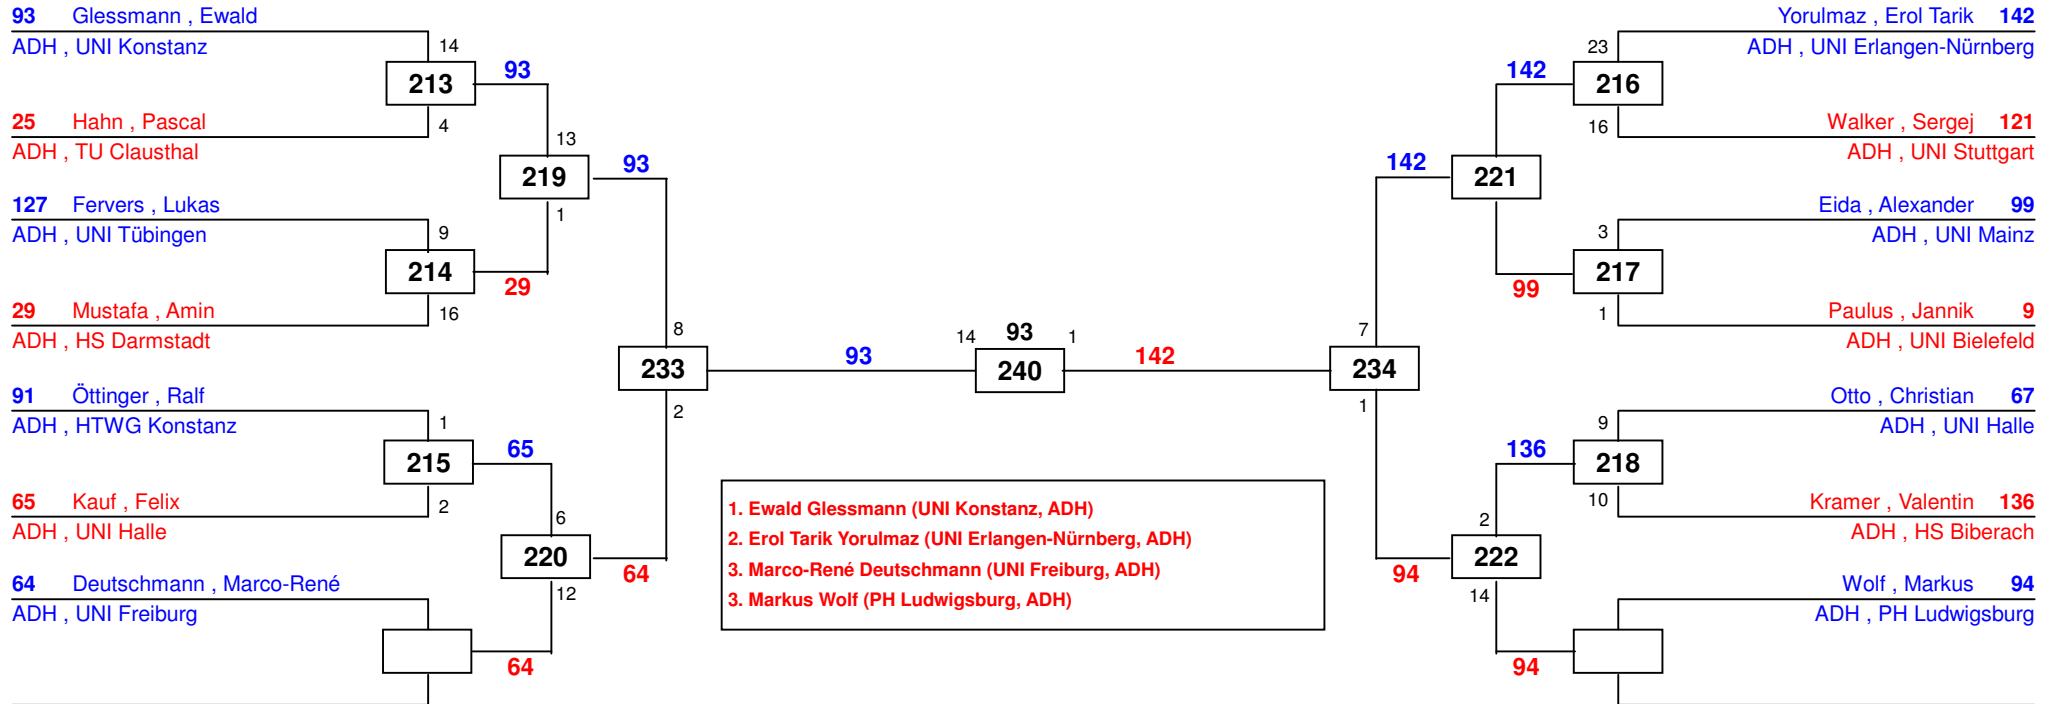 93 Glessmann , Ewald
ADH , UNI Konstanz
14
213
93
4
25 Hahn , Pascal
ADH , TU Clausthal
13
219
93
1
127 Fervers , Lukas
ADH , UNI Tübingen
9
214
29
16
29 Mustafa , Amin
ADH , HS Darmstadt
8
233
93
2
91 Öttinger , Ralf
ADH , HTWG Konstanz
1
215
65
2
65 Kauf , Felix
ADH , UNI Halle
6
220
64
12
64 Deutschmann , Marco-René
ADH , UNI Freiburg
64
14 93 1
240
142
1. Ewald Glessmann (UNI Konstanz, ADH)
2. Erol Tarik Yorulmaz (UNI Erlangen-Nürnberg, ADH)
3. Marco-René Deutschmann (UNI Freiburg, ADH)
3. Markus Wolf (PH Ludwigsburg, ADH)
Yorulmaz , Erol Tarik 142
ADH , UNI Erlangen-Nürnberg
23
142
216
16
Walker , Sergej 121
ADH , UNI Stuttgart
142
221
Eida , Alexander 99
ADH , UNI Mainz
3
217
99
1
Paulus , Jannik 9
ADH , UNI Bielefeld
7
234
1
Otto , Christian 67
ADH , UNI Halle
9
136
218
10
Kramer , Valentin 136
ADH , HS Biberach
2
222
94
14
Wolf , Markus 94
ADH , PH Ludwigsburg
94